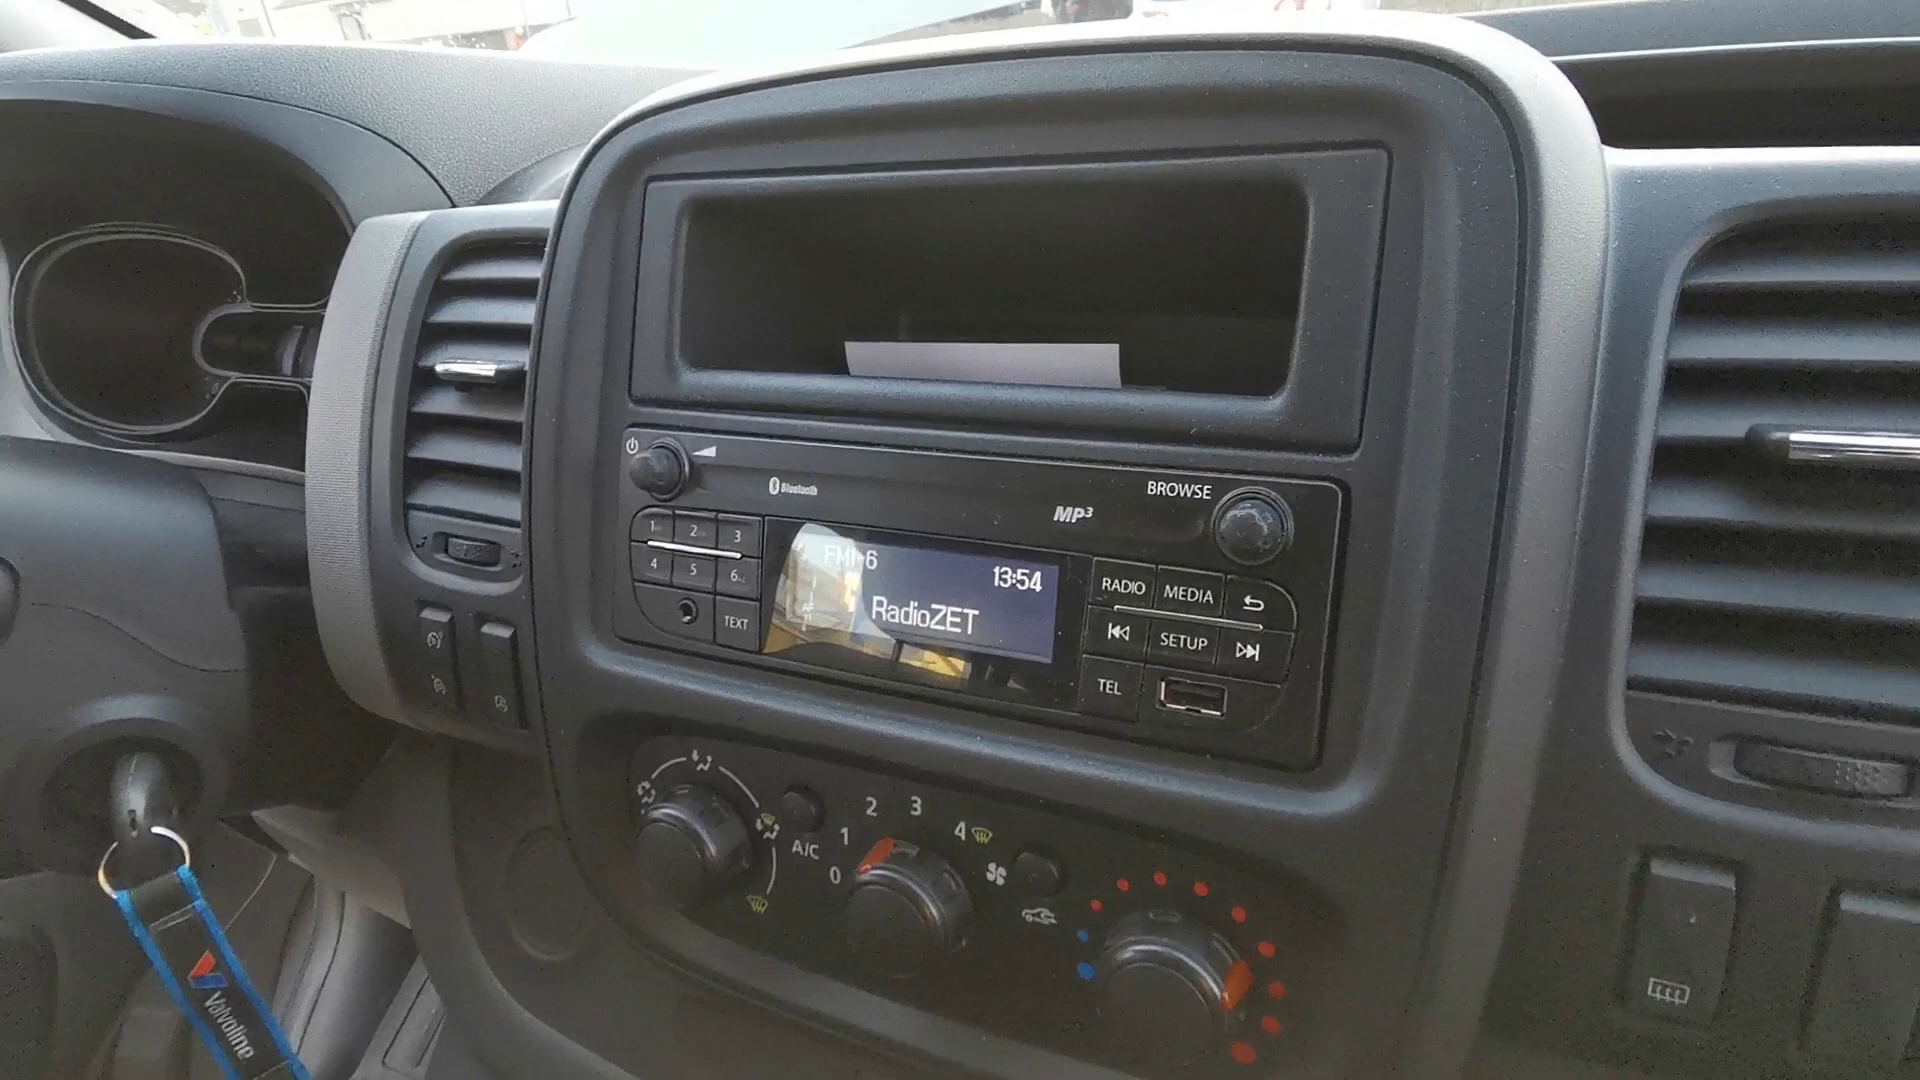 Bluetooth
MP3
BROWSE
1
2
3
4
5
6
TEXT
FM1-6
13:54
RadioZET
RADIO
MEDIA
SETUP
TEL
A/C
0
1
2
3
4
Valvoline